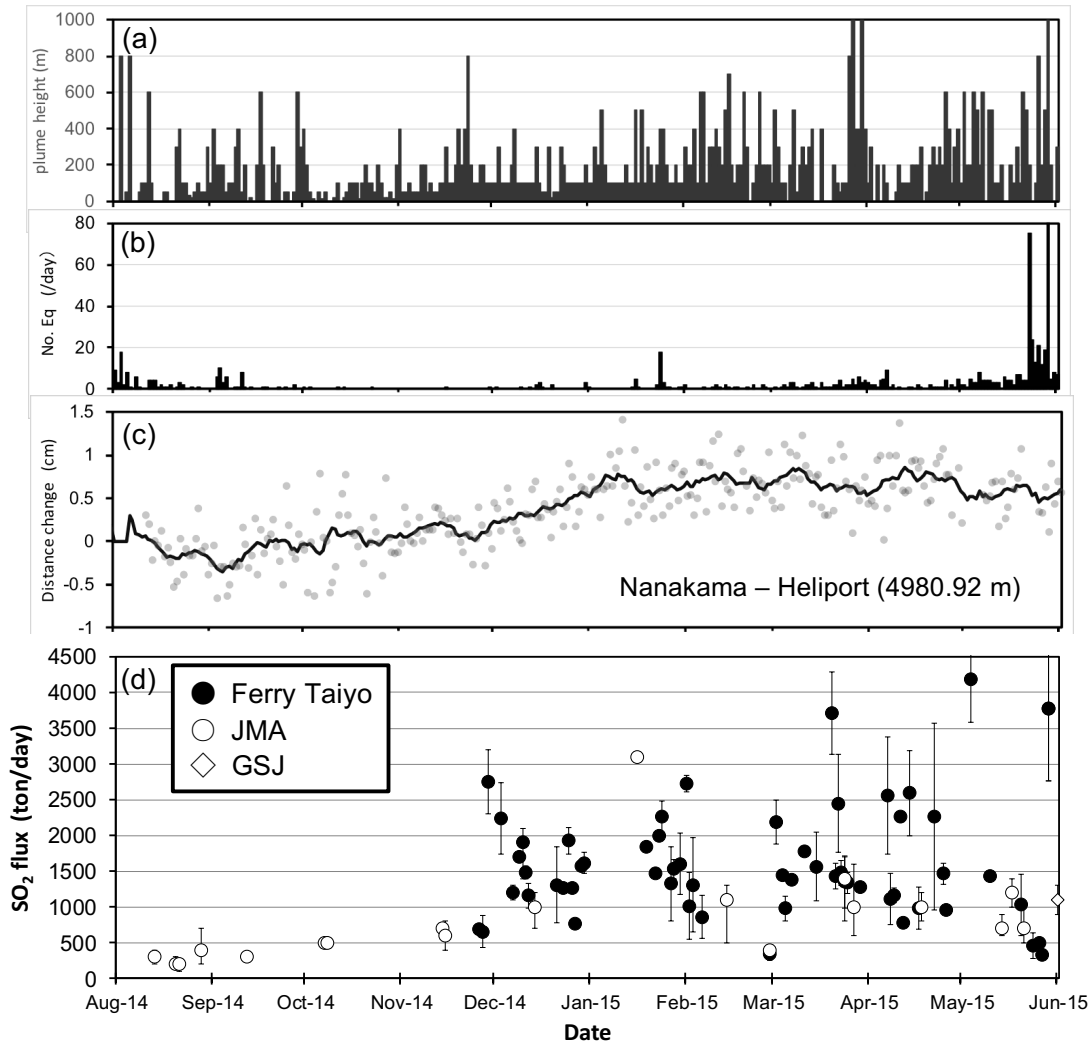 (a)
plume height (m)
1000
800
600
400
200
0
(b)
No. Eq (/day)
80
60
40
20
0
(c)
Distance change (cm)
1.5
1
0.5
0
-0.5
-1
Nanakama – Heliport (4980.92 m)
(d)
SO2 flux (ton/day)
4500
4000
3500
3000
2500
2000
1500
1000
500
0
Ferry Taiyo
JMA
GSJ
Aug-14 Sep-14 Oct-14 Nov-14 Dec-14 Jan-15 Feb-15 Mar-15 Apr-15 May-15 Jun-15
Date